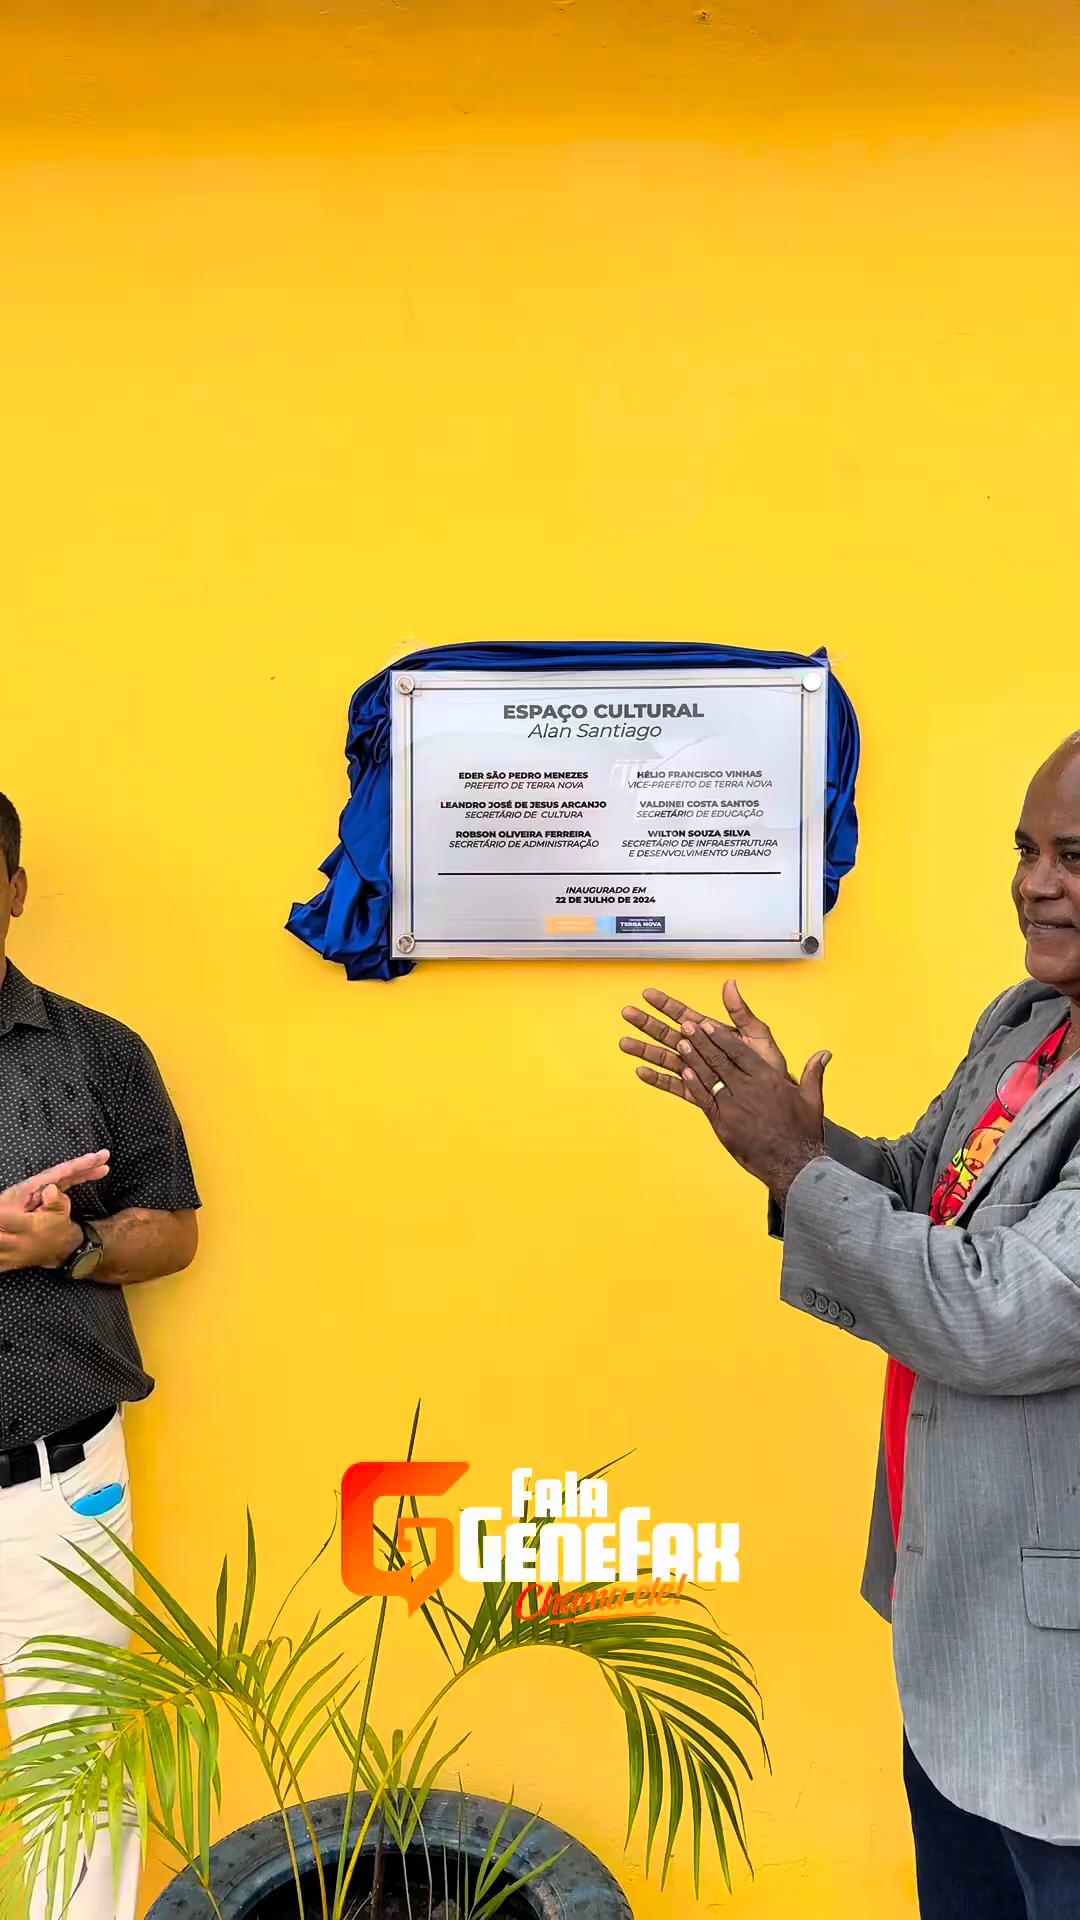 ESPAÇO CULTURAL
Alan Santiago
EDER SÃO PEDRO MENEZES
PREFEITO DE TERRA NOVA
HÉLIO FRANCISCO VINHAS
VICE-PREFEITO DE TERRA NOVA
LEANDRO JOSÉ DE JESUS ARCANJO
SECRETÁRIO DE CULTURA
VALDINEI COSTA SANTOS
SECRETÁRIO DE EDUCAÇÃO
ROBSON OLIVEIRA FERREIRA
SECRETÁRIO DE ADMINISTRAÇÃO
WILTON SOUZA SILVA
SECRETÁRIO DE INFRAESTRUTURA
E DESENVOLVIMENTO URBANO
INAUGURADO EM
22 DE JULHO DE 2024
TERRA NOVA
Fala
GENEFAX
Chama ele!